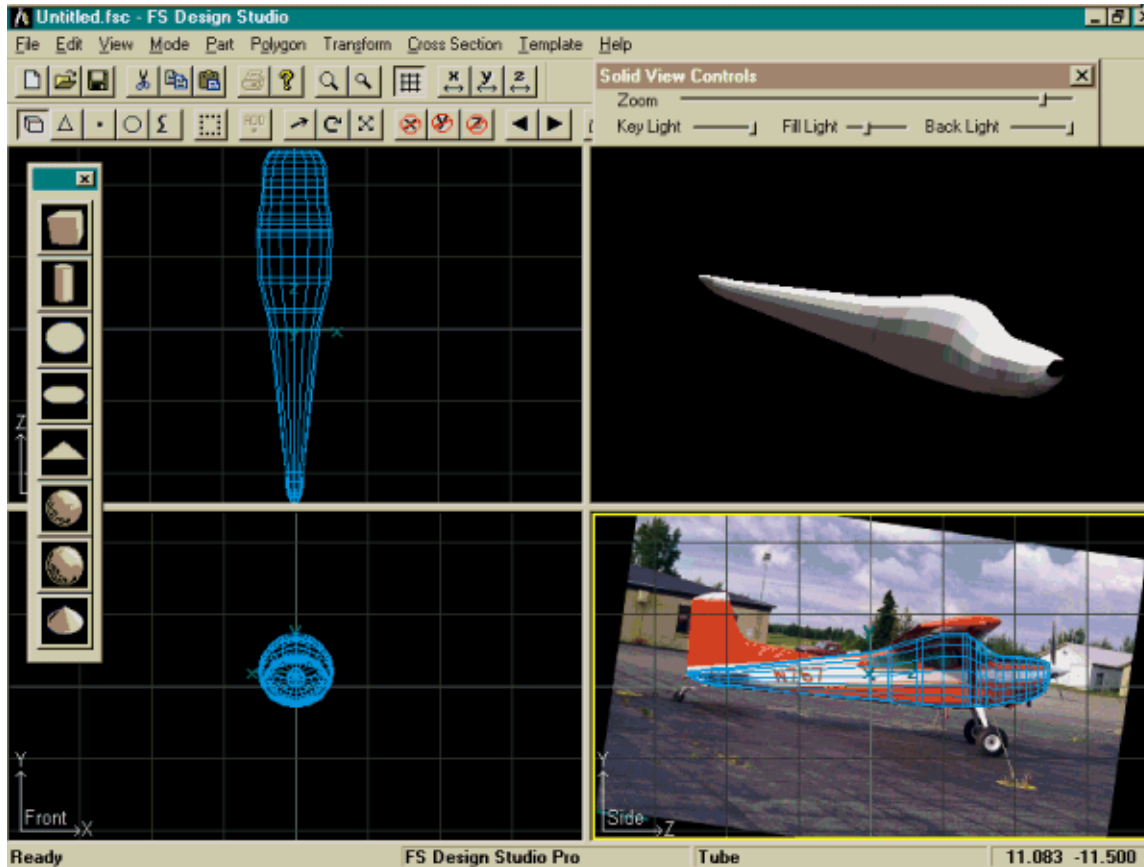 Untitled.fsc - FS Design Studio
File Edit View Mode Part Polygon Transform Cross Section Template Help
x y z
Solid View Controls
Zoom
Key Light Fill Light Back Light
ADD
X Y Z
Z
Z
Y X
Y
X
Y
Z
N767
Y
Front X
Y
Side Z
Ready FS Design Studio Pro Tube 11.083 -11.500